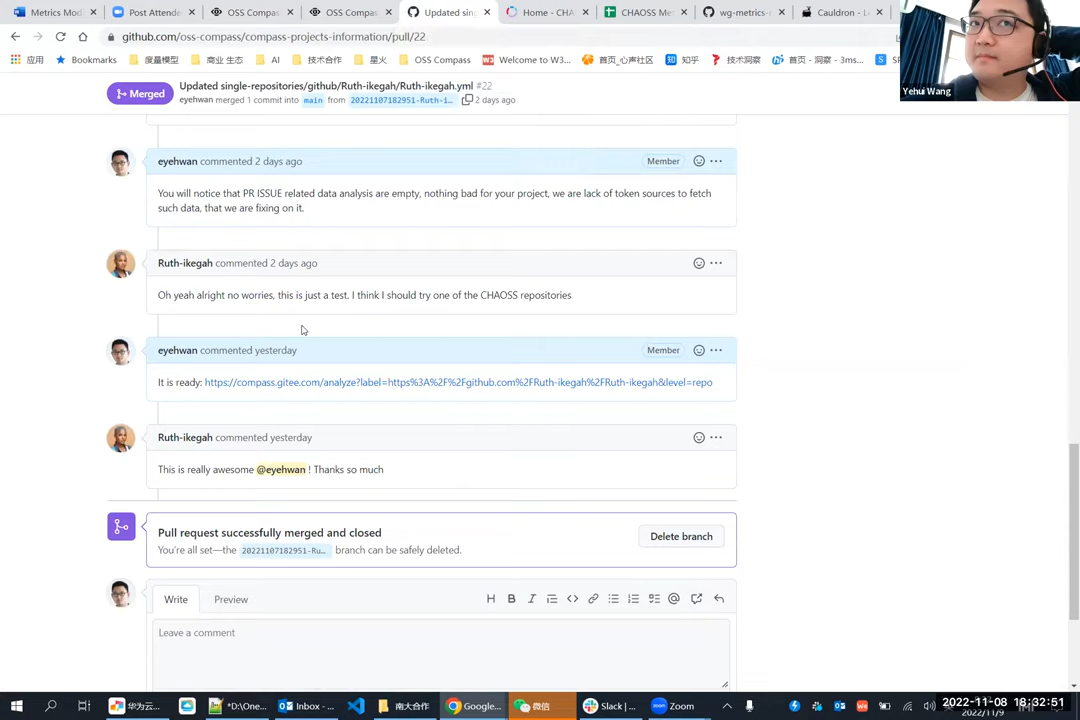 Metrics Mod
Post Attende
OSS Compas
OSS Compas
Updated sin
Home - CHA
CHAOSS Me
wg-metrics-
Cauldron - L
github.com/oss-compass/compass-projects-information/pull/22
应用
Bookmarks
度量模型
商业 生态
AI
技术合作
星火
OSS Compass
Welcome to W3...
首页_心声社区
知乎
技术洞察
首页 · 洞察 - 3ms...
Yehui Wang
Merged
Updated single-repositories/github/Ruth-ikegah/Ruth-ikegah.yml #22
eyehwan merged 1 commit into main from 20221107182951-Ruth-i... 2 days ago
eyehwan commented 2 days ago
Member
You will notice that PR ISSUE related data analysis are empty, nothing bad for your project, we are lack of token sources to fetch
such data, that we are fixing on it.
Ruth-ikegah commented 2 days ago
Oh yeah alright no worries, this is just a test. I think I should try one of the CHAOSS repositories
eyehwan commented yesterday
Member
It is ready: https://compass.gitee.com/analyze?label=https%3A%2F%2Fgithub.com%2FRuth-ikegah%2FRuth-ikegah&level=repo
Ruth-ikegah commented yesterday
This is really awesome @eyehwan ! Thanks so much
Pull request successfully merged and closed
You're all set—the 20221107182951-Ru... branch can be safely deleted.
Delete branch
Write
Preview
Leave a comment
华为云...
*D:\One...
Inbox - ...
南大合作
Google...
微信
Slack | ...
Zoom
2022-11-08 18:32:51
2022/11/9